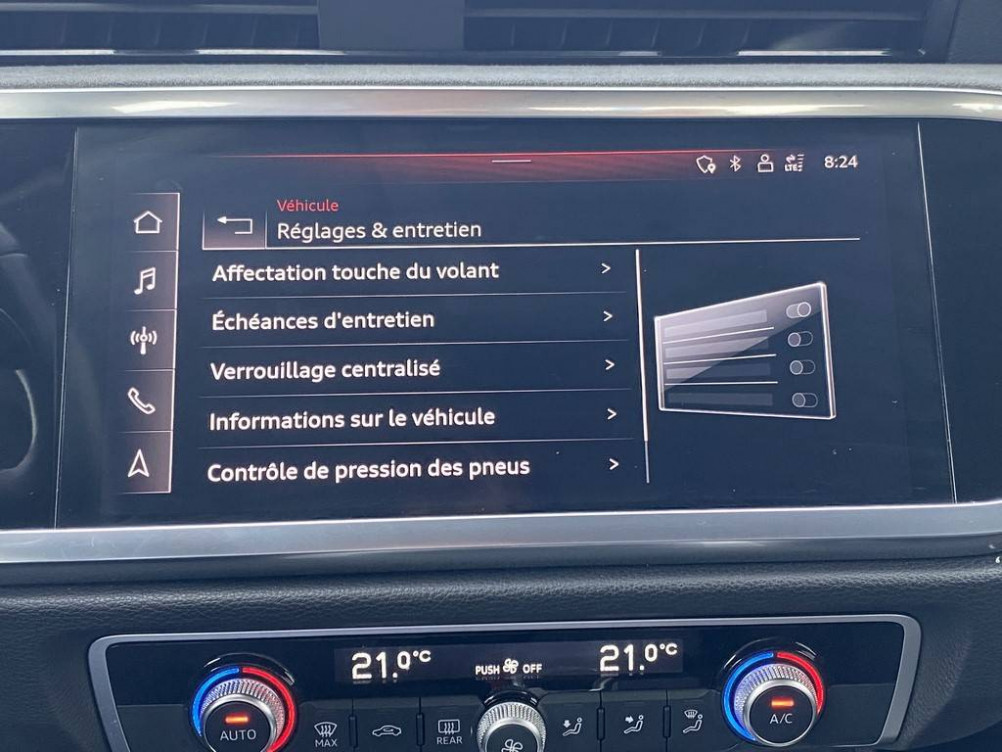 LTE
8:24
Véhicule
Réglages & entretien
Affectation touche du volant >
Échéances d'entretien >
Verrouillage centralisé >
Informations sur le véhicule >
Contrôle de pression des pneus >
21.0°C
PUSH OFF
21.0°C
AUTO
MAX
REAR
A/C